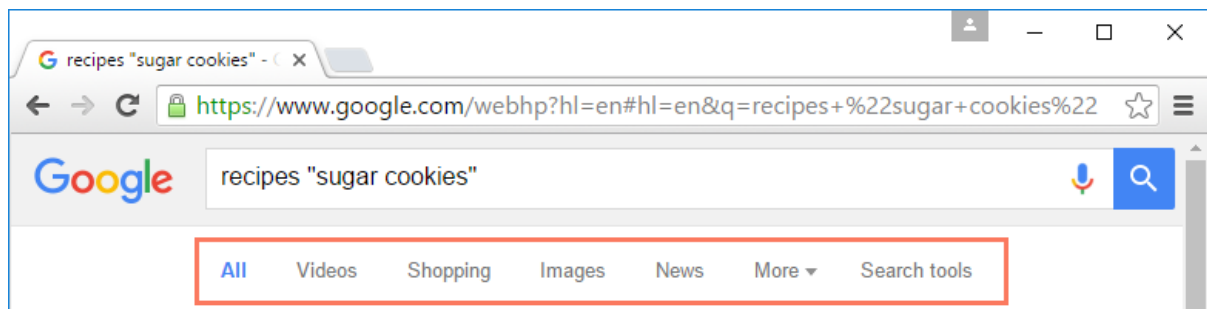 G recipes "sugar cookies" -
https://www.google.com/webhp?hl=en#hl=en&q=recipes+%22sugar+cookies%22
Google
recipes "sugar cookies"
All Videos Shopping Images News More Search tools